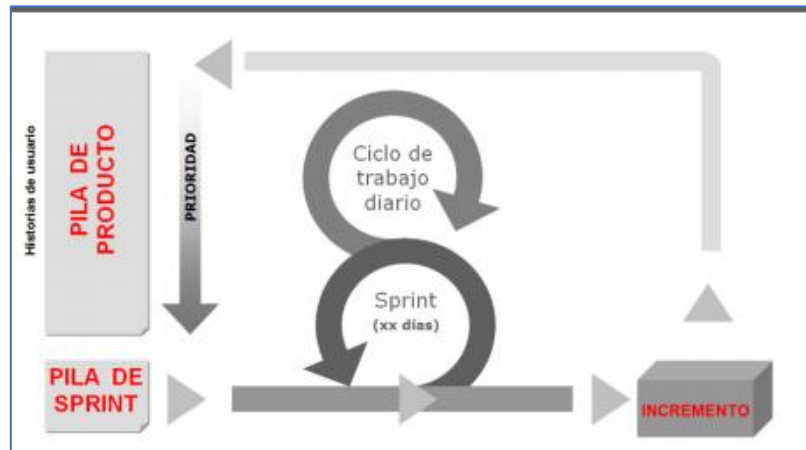 Historias de usuario
PILA DE
PRODUCTO
PRIORIDAD
Ciclo de
trabajo
diario
Sprint
(xx días)
PILA DE
SPRINT
INCREMENTO